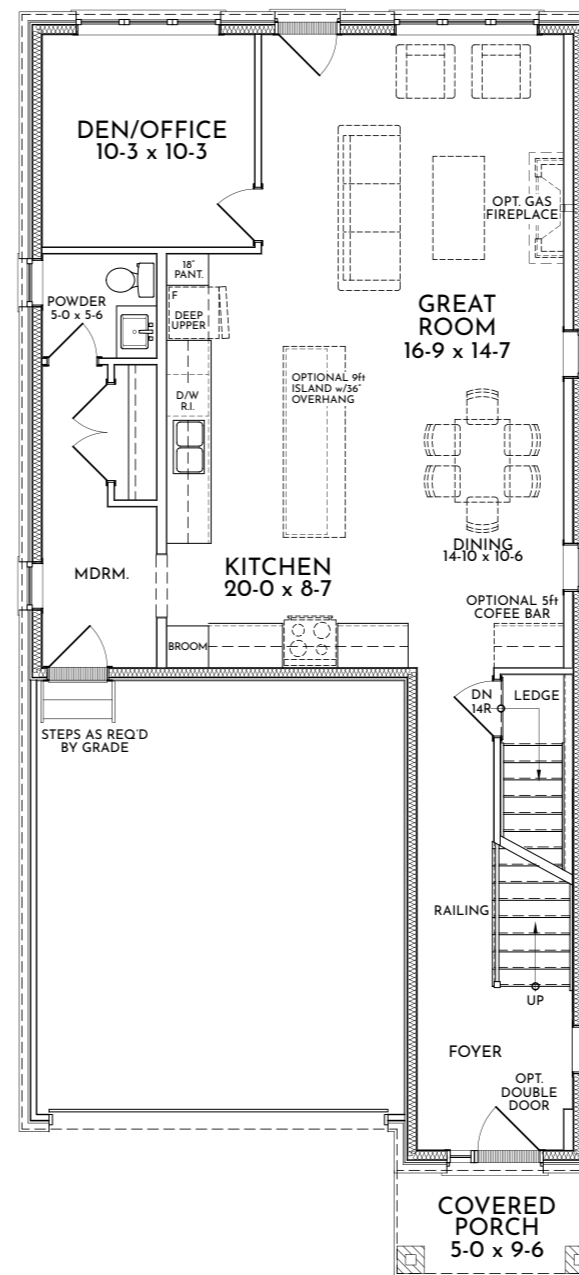 DEN/OFFICE
10-3 x 10-3
OPT. GAS
FIREPLACE
18"
PANT.
F
DEEP
UPPER
POWDER
5-0 x 5-6
GREAT
ROOM
16-9 x 14-7
D/W
R.I.
OPTIONAL 9ft
ISLAND w/36"
OVERHANG
MDRM.
KITCHEN
20-0 x 8-7
DINING
14-10 x 10-6
OPTIONAL 5ft
COFEE BAR
BROOM
DN
14R
LEDGE
STEPS AS REQ'D
BY GRADE
RAILING
UP
FOYER
OPT.
DOUBLE
DOOR
COVERED
PORCH
5-0 x 9-6